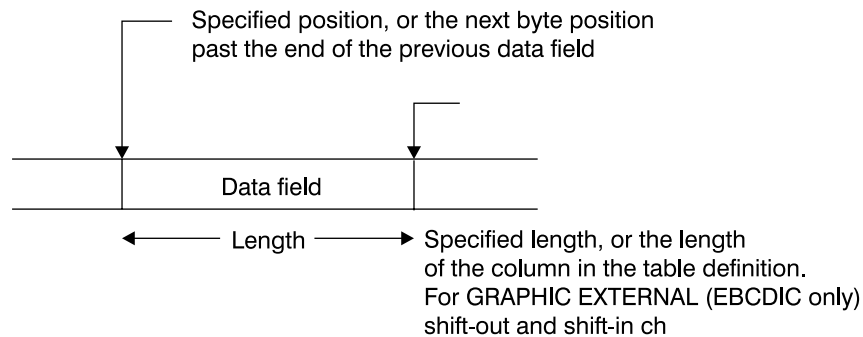 Specified position, or the next byte position
past the end of the previous data field
Data field
Length
Specified length, or the length
of the column in the table definition.
For GRAPHIC EXTERNAL (EBCDIC only)
shift-out and shift-in ch